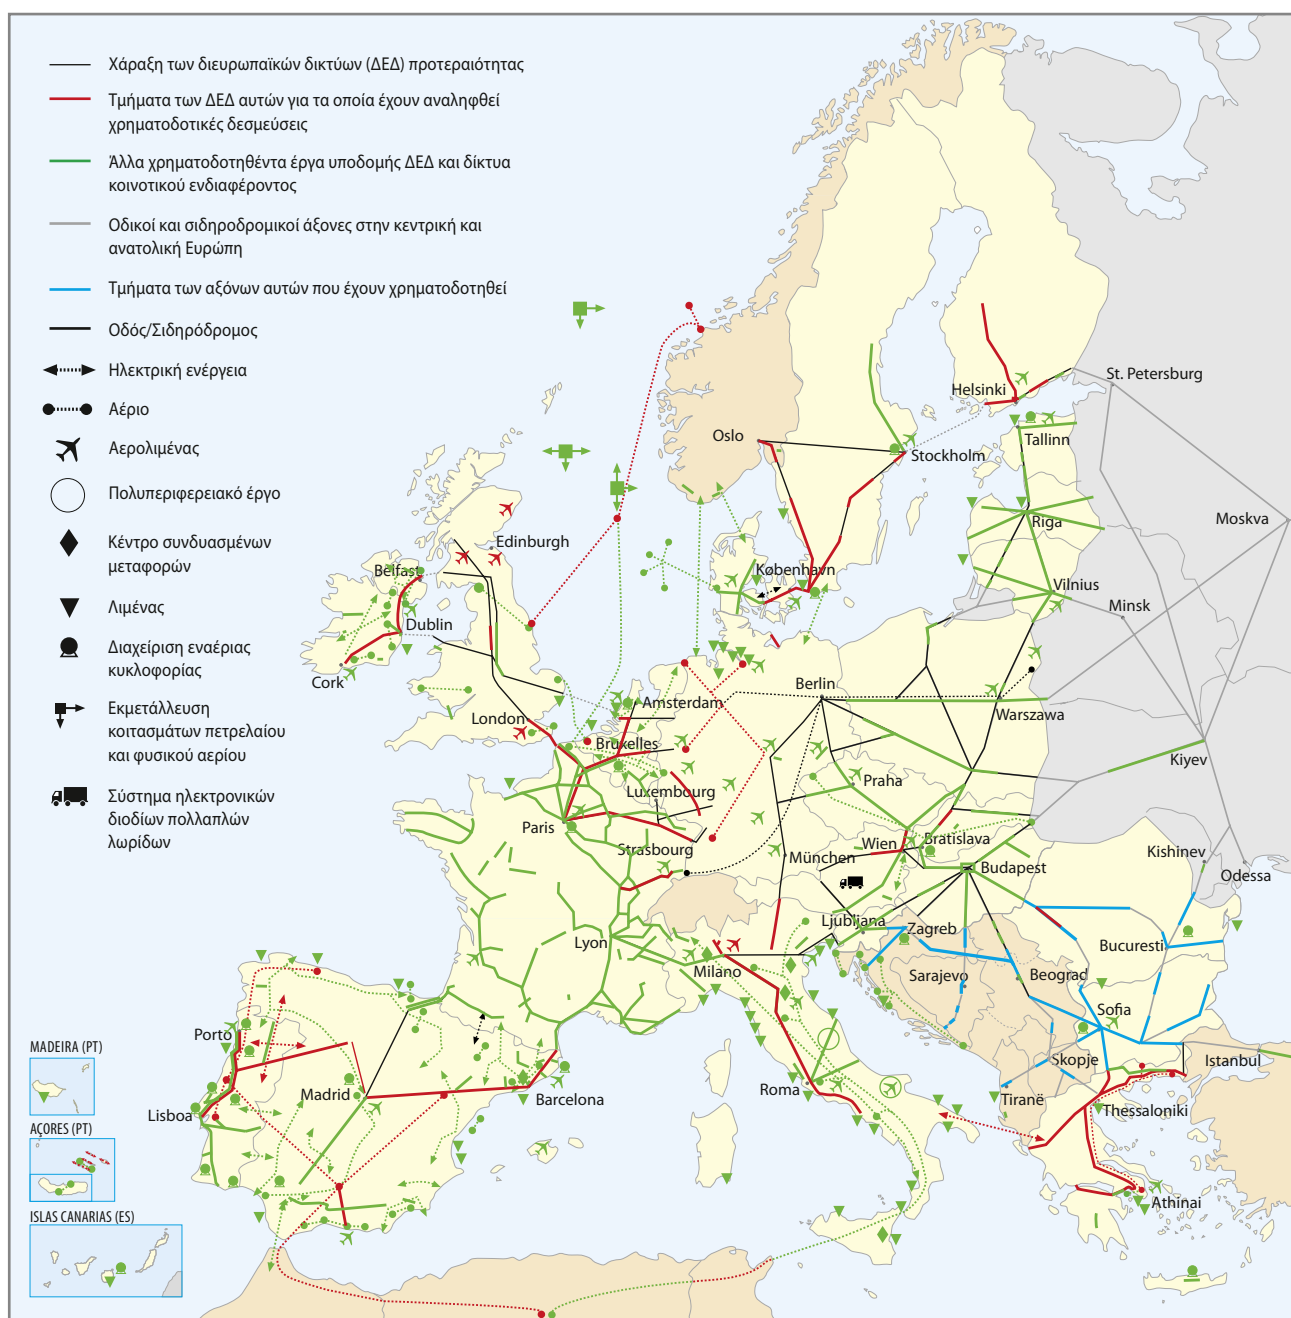 Χάραξη των διευρωπαϊκών δικτύων (ΔΕΔ) προτεραιότητας
Τμήματα των ΔΕΔ αυτών για τα οποία έχουν αναληφθεί
χρηματοδοτικές δεσμεύσεις
Άλλα χρηματοδοτηθέντα έργα υποδομής ΔΕΔ και δίκτυα
κοινοτικού ενδιαφέροντος
Οδικοί και σιδηροδρομικοί άξονες στην κεντρική και
ανατολική Ευρώπη
Τμήματα των αξόνων αυτών που έχουν χρηματοδοτηθεί
Οδός/Σιδηρόδρομος
Ηλεκτρική ενέργεια
Αέριο
Αερολιμένας
Πολυπεριφερειακό έργο
Κέντρο συνδυασμένων
μεταφορών
Λιμένας
Διαχείριση εναέριας
κυκλοφορίας
Εκμετάλλευση
κοιτασμάτων πετρελαίου
και φυσικού αερίου
Σύστημα ηλεκτρονικών
διοδίων πολλαπλών
λωρίδων
St. Petersburg
Helsinki
Oslo
Tallinn
Stockholm
Moskva
Riga
Edinburgh
Belfast
København
Vilnius
Minsk
Dublin
Cork
Berlin
Amsterdam
Warszawa
London
Bruxelles
Kiyev
Praha
Luxembourg
Paris
Strasbourg
Wien
Bratislava
München
Budapest
Kishinev
Odessa
Ljubljana
Zagreb
Lyon
Bucuresti
Milano
Sarajevo
Beograd
Sofia
Porto
MADEIRA (PT)
Skopje
Istanbul
Madrid
Roma
Barcelona
Tiranë
Lisboa
Thessaloniki
AÇORES (PT)
Athinai
ISLAS CANARIAS (ES)